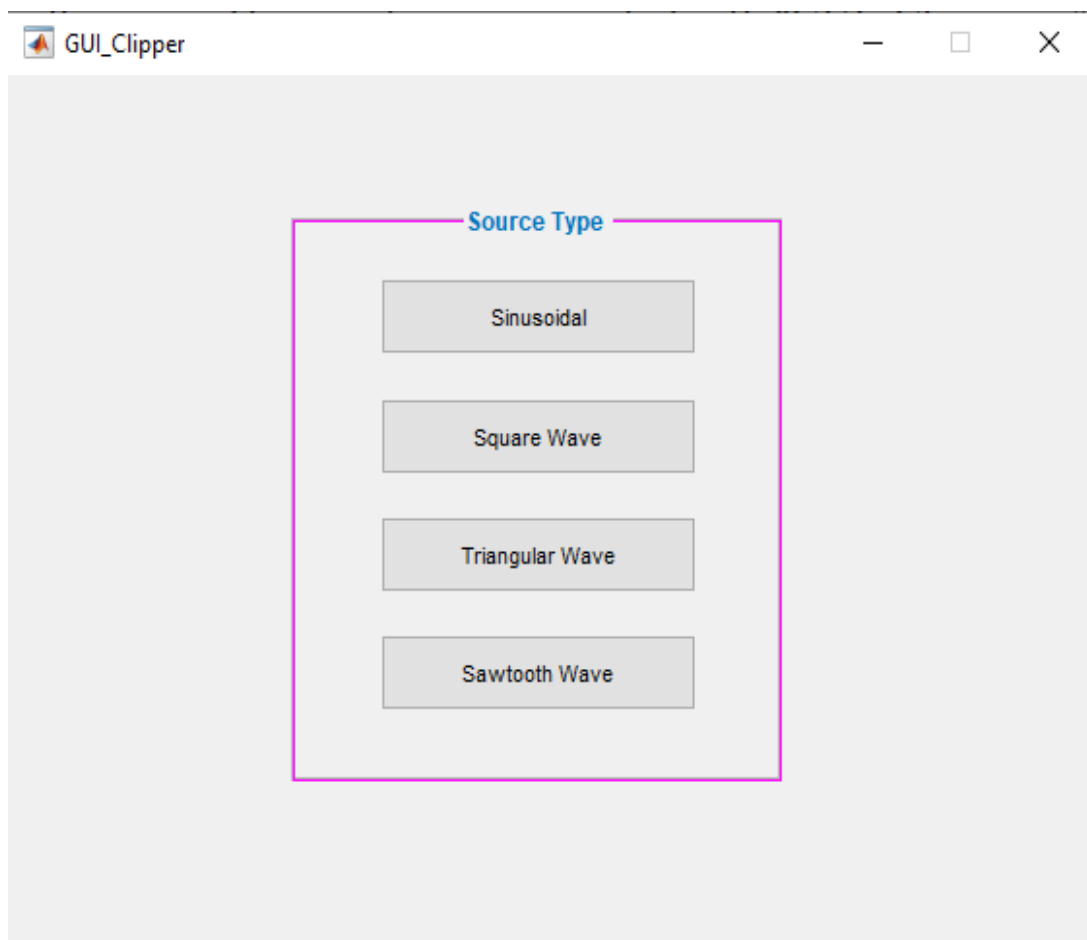 GUI_Clipper
Source Type
Sinusoidal
Square Wave
Triangular Wave
Sawtooth Wave